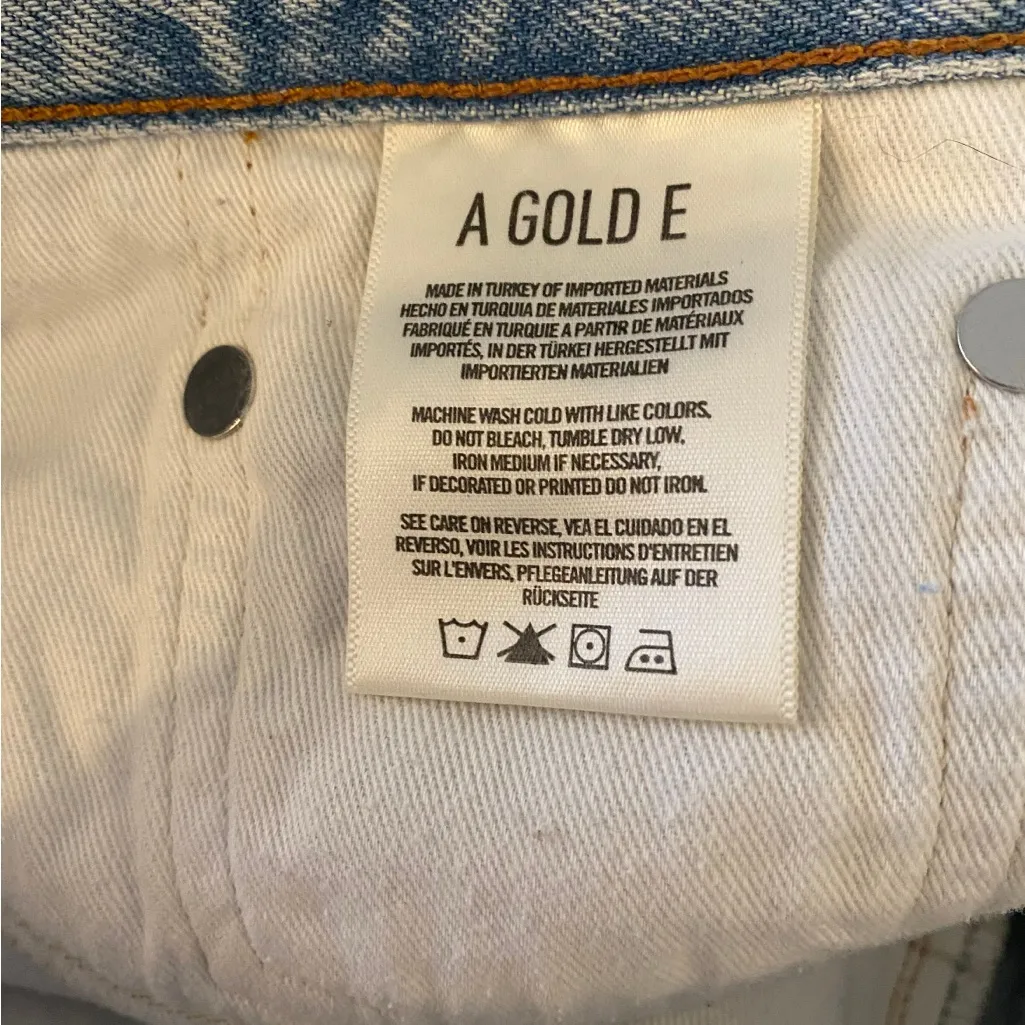 A GOLD E
MADE IN TURKEY OF IMPORTED MATERIALS
HECHO EN TURQUIA DE MATERIALES IMPORTADOS
FABRIQUÉ EN TURQUIE A PARTIR DE MATÉRIAUX
IMPORTÉS, IN DER TÜRKEI HERGESTELLT MIT
IMPORTIERTEN MATERIALIEN
MACHINE WASH COLD WITH LIKE COLORS,
DO NOT BLEACH, TUMBLE DRY LOW,
IRON MEDIUM IF NECESSARY,
IF DECORATED OR PRINTED DO NOT IRON.
SEE CARE ON REVERSE, VEA EL CUIDADO EN EL
REVERSO, VOIR LES INSTRUCTIONS D'ENTRETIEN
SUR L'ENVERS, PFLEGEANLEITUNG AUF DER
RÜCKSEITE